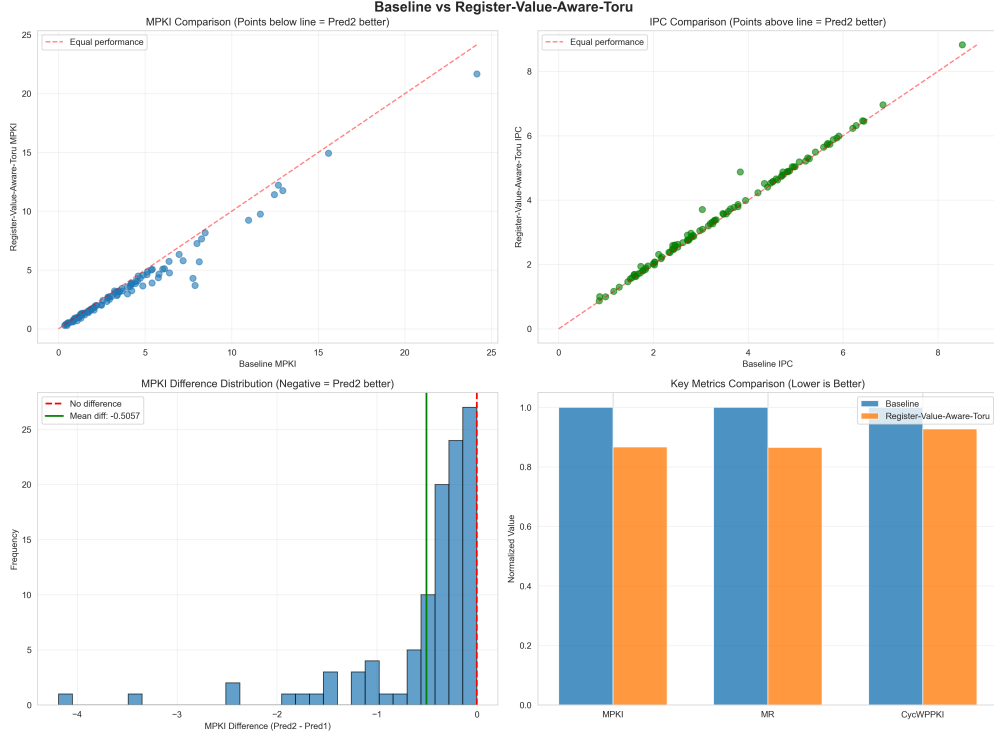 Baseline vs Register-Value-Aware-Toru
MPKI Comparison (Points below line = Pred2 better)
Equal performance
Register-Value-Aware-Toru MPKI
25
20
15
10
5
0
0 5 10 15 20 25
Baseline MPKI
IPC Comparison (Points above line = Pred2 better)
Equal performance
Register-Value-Aware-Toru IPC
8
6
4
2
0
0 2 4 6 8
Baseline IPC
MPKI Difference Distribution (Negative = Pred2 better)
No difference
Mean diff: -0.5057
Frequency
25
20
15
10
5
0
−4 −3 −2 −1 0
MPKI Difference (Pred2 - Pred1)
Key Metrics Comparison (Lower is Better)
Baseline
Register-Value-Aware-Toru
Normalized Value
1.0
0.8
0.6
0.4
0.2
0.0
MPKI MR CycWPPKI